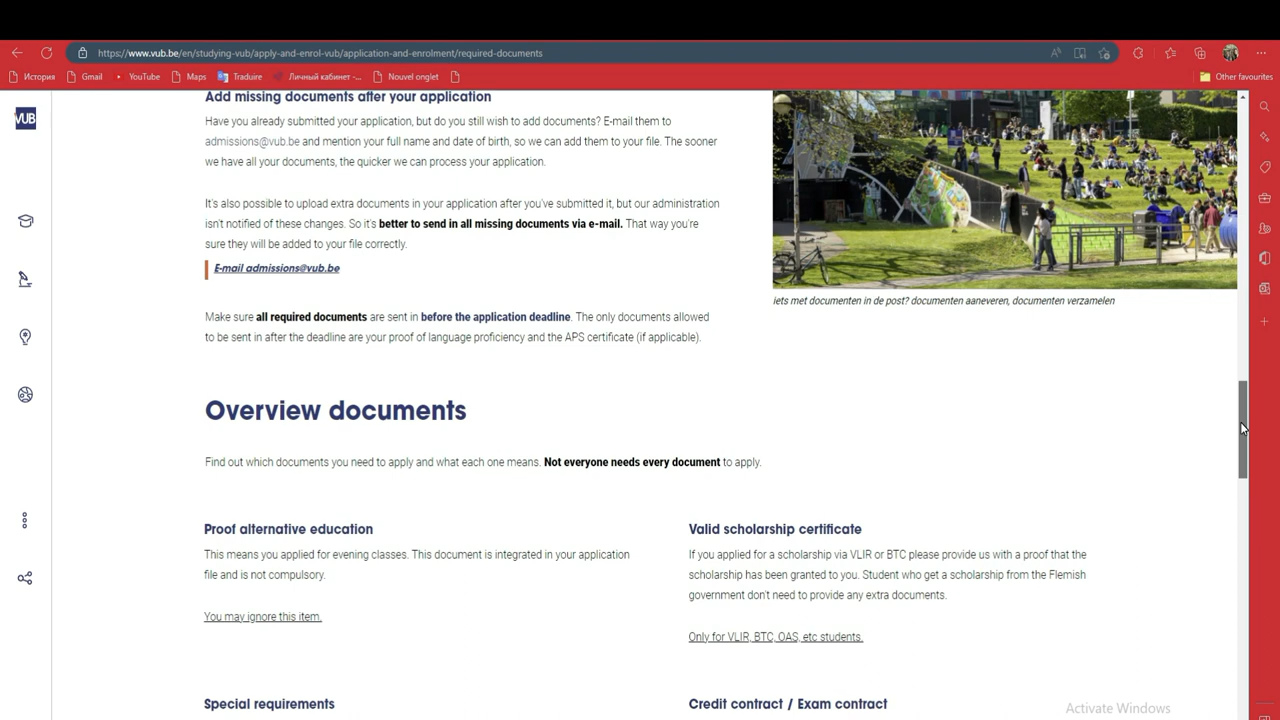 https://www.vub.be/en/studying-vub/apply-and-enrol-vub/application-and-enrolment/required-documents
История
Gmail
YouTube
Maps
Traduire
Личный кабинет -...
Nouvel onglet
Other favourites
VUB
Add missing documents after your application
Have you already submitted your application, but do you still wish to add documents? E-mail them to
admissions@vub.be and mention your full name and date of birth, so we can add them to your file. The sooner
we have all your documents, the quicker we can process your application.
It's also possible to upload extra documents in your application after you've submitted it, but our administration
isn't notified of these changes. So it's better to send in all missing documents via e-mail. That way you're
sure they will be added to your file correctly.
E-mail admissions@vub.be
iets met documenten in de post? documenten aaneveren, documenten verzamelen
Make sure all required documents are sent in before the application deadline. The only documents allowed
to be sent in after the deadline are your proof of language proficiency and the APS certificate (if applicable).
Overview documents
Find out which documents you need to apply and what each one means. Not everyone needs every document to apply.
Proof alternative education
This means you applied for evening classes. This document is integrated in your application
file and is not compulsory.
You may ignore this item.
Valid scholarship certificate
If you applied for a scholarship via VLIR or BTC please provide us with a proof that the
scholarship has been granted to you. Student who get a scholarship from the Flemish
government don't need to provide any extra documents.
Only for VLIR, BTC, OAS, etc students.
Special requirements
Credit contract / Exam contract
Activate Windows